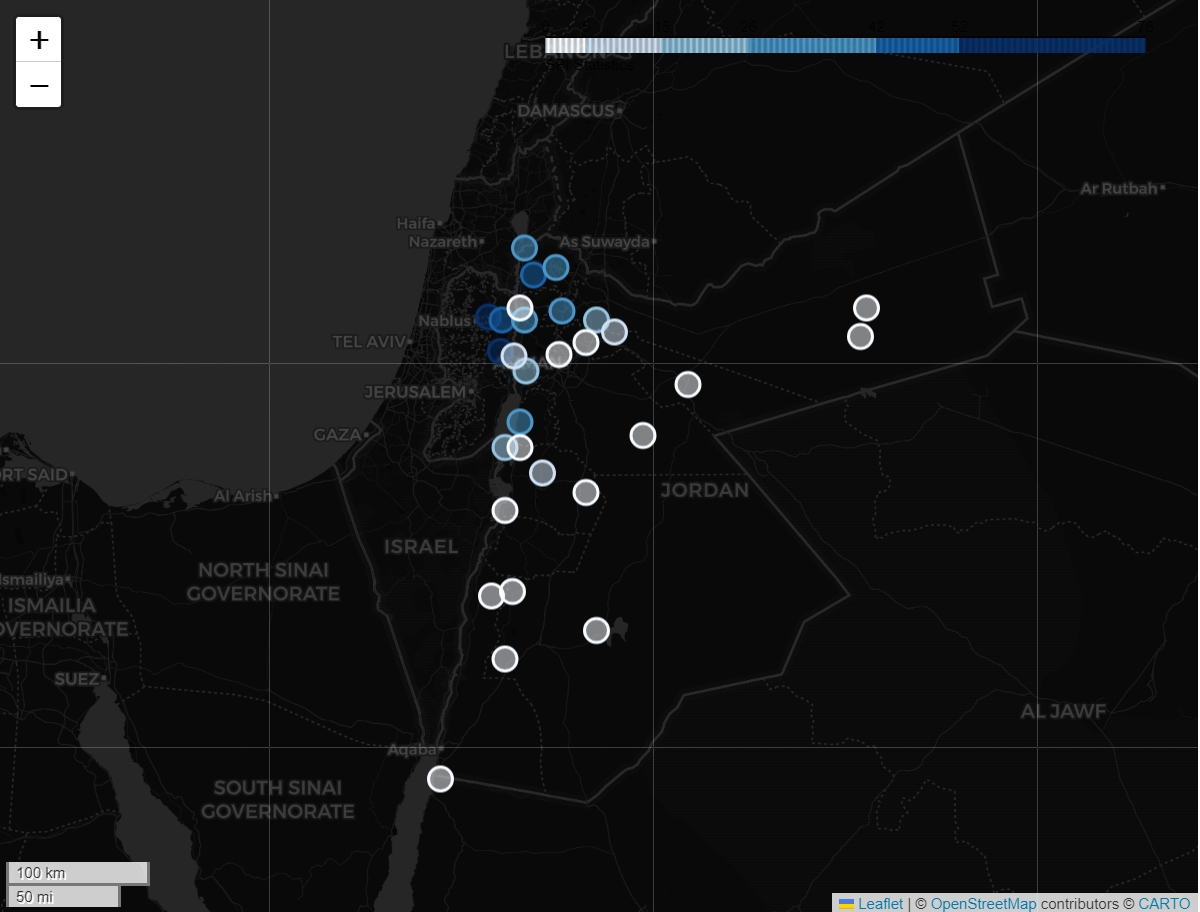 +
−
LEBANON
DAMASCUS
Ar Rutbah
Haifa
Nazareth
As Suwayda
Nablus
TEL AVIV
JERUSALEM
GAZA
RT SAID
Al Arish
JORDAN
ISRAEL
NORTH SINAI
GOVERNORATE
Ismailiya
ISMAILIA
OVERNORATE
SUEZ
AL JAWF
Aqaba
SOUTH SINAI
GOVERNORATE
100 km
50 mi
Leaflet | © OpenStreetMap contributors © CARTO